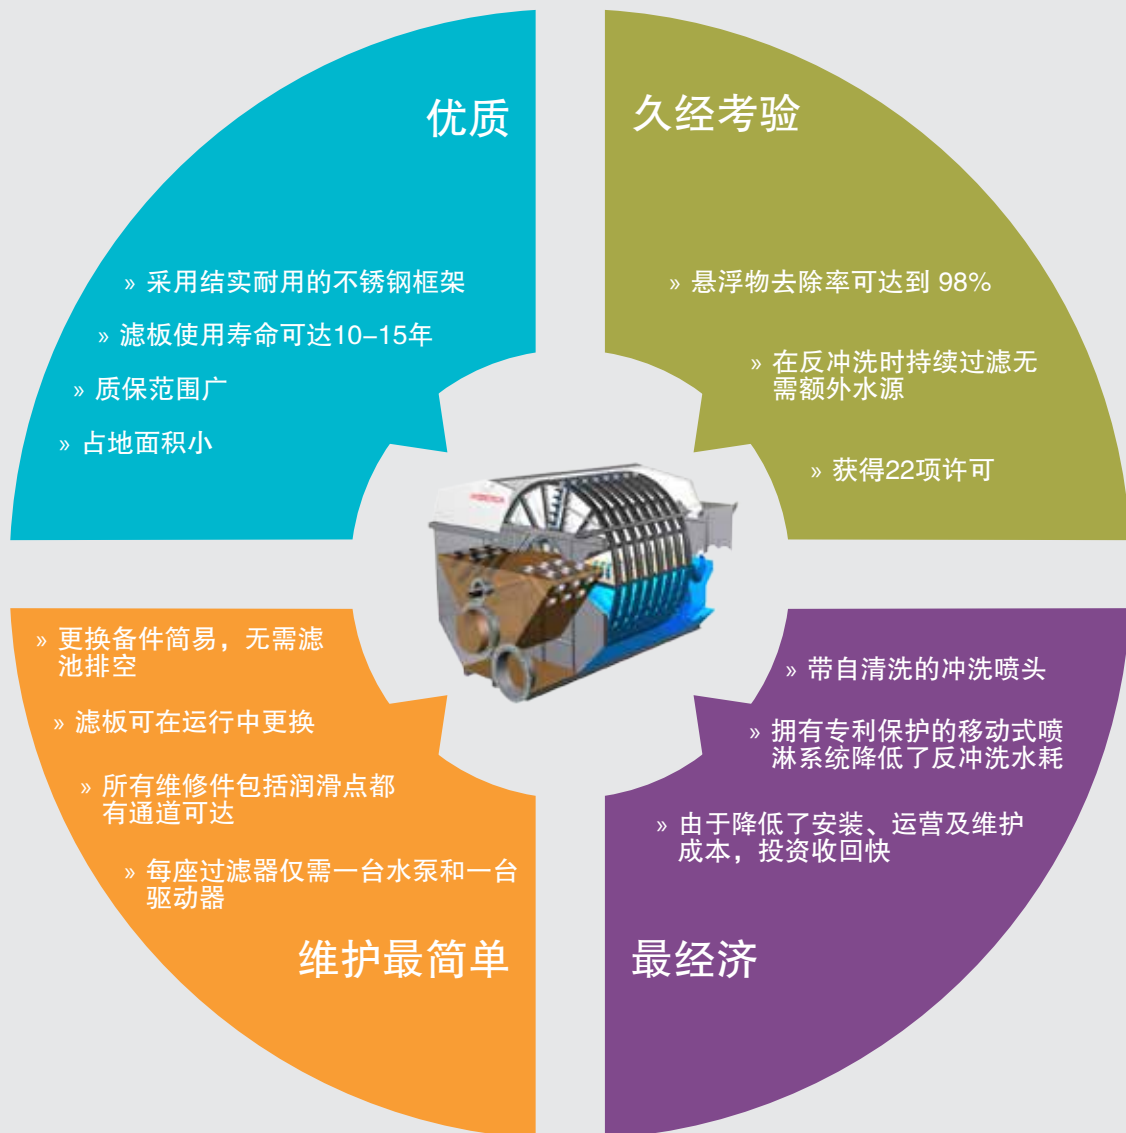 优质
» 采用结实耐用的不锈钢框架
» 滤板使用寿命可达10–15年
» 质保范围广
» 占地面积小
久经考验
» 悬浮物去除率可达到 98%
» 在反冲洗时持续过滤无
需额外水源
» 获得22项许可
» 更换备件简易，无需滤
池排空
» 滤板可在运行中更换
» 所有维修件包括润滑点都
有通道可达
» 每座过滤器仅需一台水泵和一台
驱动器
维护最简单
» 带自清洗的冲洗喷头
» 拥有专利保护的移动式喷
淋系统降低了反冲洗水耗
» 由于降低了安装、运营及维护
成本，投资收回快
最经济